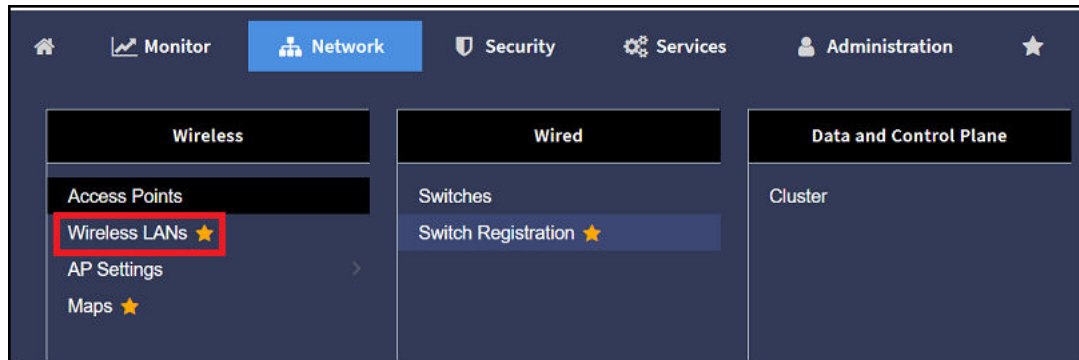 Monitor
Network
Security
Services
Administration
Wireless
Access Points
Wireless LANs
AP Settings
Maps
Wired
Switches
Switch Registration
Data and Control Plane
Cluster